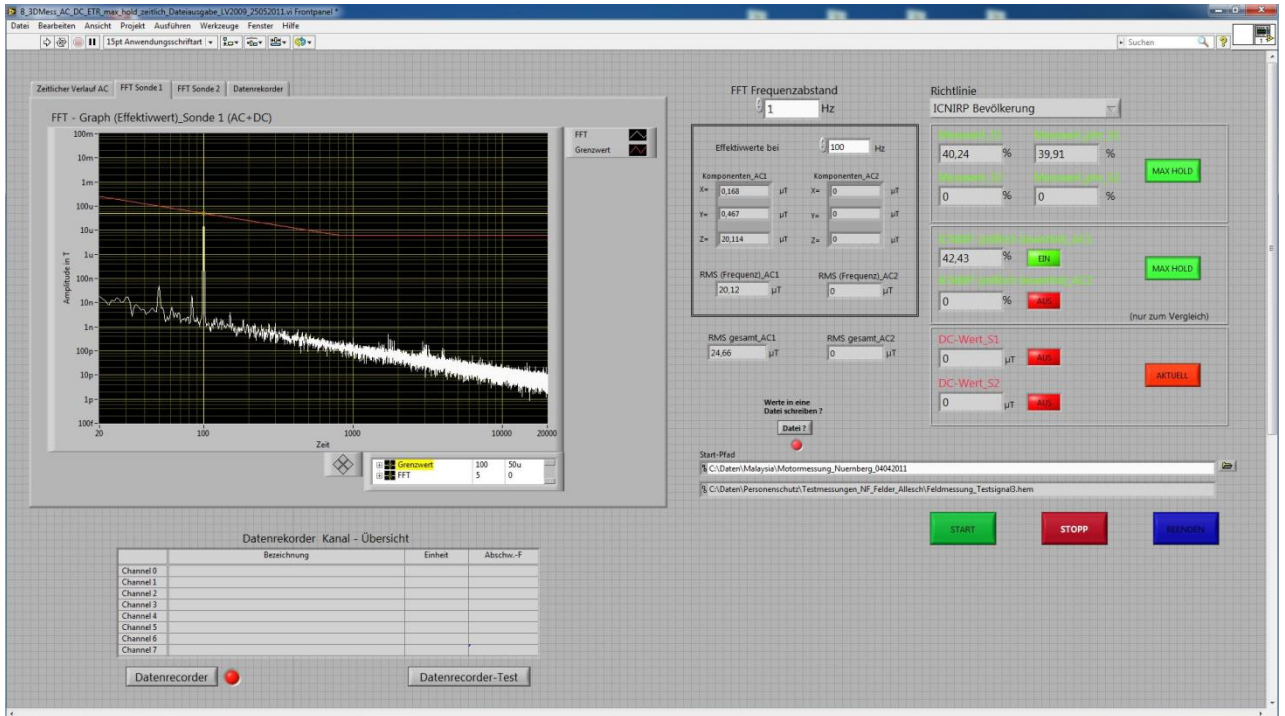 B_3DMess_AC_DC_ETR_max_hold_zeitlich_Dateiausgabe_LV2009_25052011.vi Frontpanel *
Datei Bearbeiten Ansicht Projekt Ausführen Werkzeuge Fenster Hilfe
15pt Anwendungsschriftart
Suchen
Zeitlicher Verlauf AC FFT Sonde 1 FFT Sonde 2 Datenrekorder
FFT - Graph (Effektivwert)_Sonde 1 (AC+DC)
FFT
Grenzwert
100m
10m
1m
100u
10u
1u
100n
10n
1n
100p
10p
1p
100f
Amplitude in T
20 100 1000 10000 20000
Zeit
Grenzwert 100 50u
FFT 5 0
Datenrekorder Kanal - Übersicht
Bezeichnung Einheit Abschw.-F
Channel 0
Channel 1
Channel 2
Channel 3
Channel 4
Channel 5
Channel 6
Channel 7
Datenrecorder
Datenrecorder-Test
FFT Frequenzabstand
1 Hz
Effektivwerte bei 100 Hz
Komponenten_AC1 Komponenten_AC2
X= 0,168 µT X= 0 µT
Y= 0,467 µT Y= 0 µT
Z= 20,114 µT Z= 0 µT
RMS (Frequenz)_AC1 RMS (Frequenz)_AC2
20,12 µT 0 µT
RMS gesamt_AC1 RMS gesamt_AC2
24,66 µT 0 µT
Werte in eine
Datei schreiben ?
Datei ?
Start-Pfad
C:\Daten\Malaysia\Motormessung_Nuernberg_04042011
C:\Daten\Personenschutz\Testmessungen_NF_Felder_Allesch\Feldmessung_Testsignal3.hem
Richtlinie
ICNIRP Bevölkerung
40,24 % 39,91 %
MAX HOLD
0 % 0 %
42,43 % EIN
MAX HOLD
0 % AUS
(nur zum Vergleich)
DC-Wert_S1
0 µT AUS
AKTUELL
DC-Wert_S2
0 µT AUS
START STOPP BEENDEN